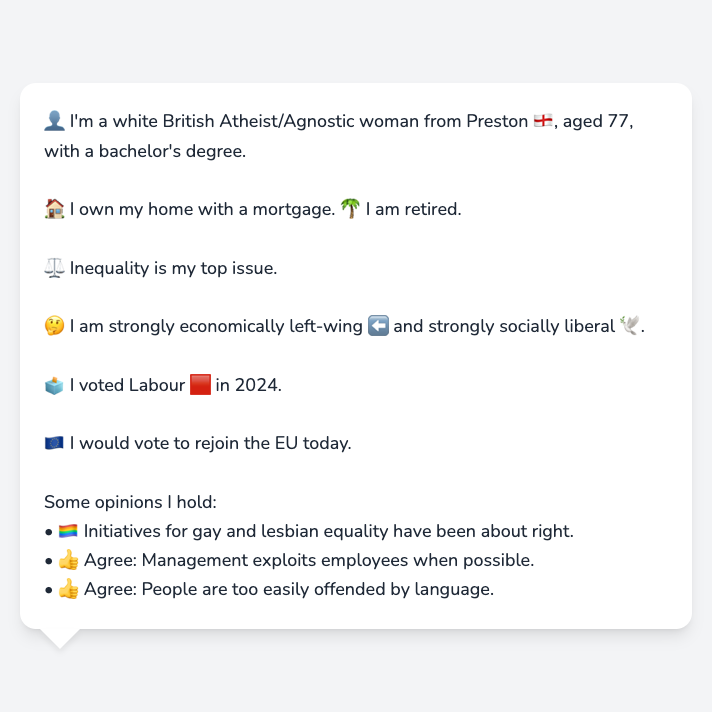 👤 I'm a white British Atheist/Agnostic woman from Preston 🏴󠁧󠁢󠁥󠁮󠁧󠁿, aged 77,
with a bachelor's degree.
🏠 I own my home with a mortgage. 🌴 I am retired.
⚖️ Inequality is my top issue.
🤔 I am strongly economically left-wing ⬅️ and strongly socially liberal 🕊️.
🗳️ I voted Labour 🟥 in 2024.
🇪🇺 I would vote to rejoin the EU today.
Some opinions I hold:
• 🏳️‍🌈 Initiatives for gay and lesbian equality have been about right.
• 👍 Agree: Management exploits employees when possible.
• 👍 Agree: People are too easily offended by language.